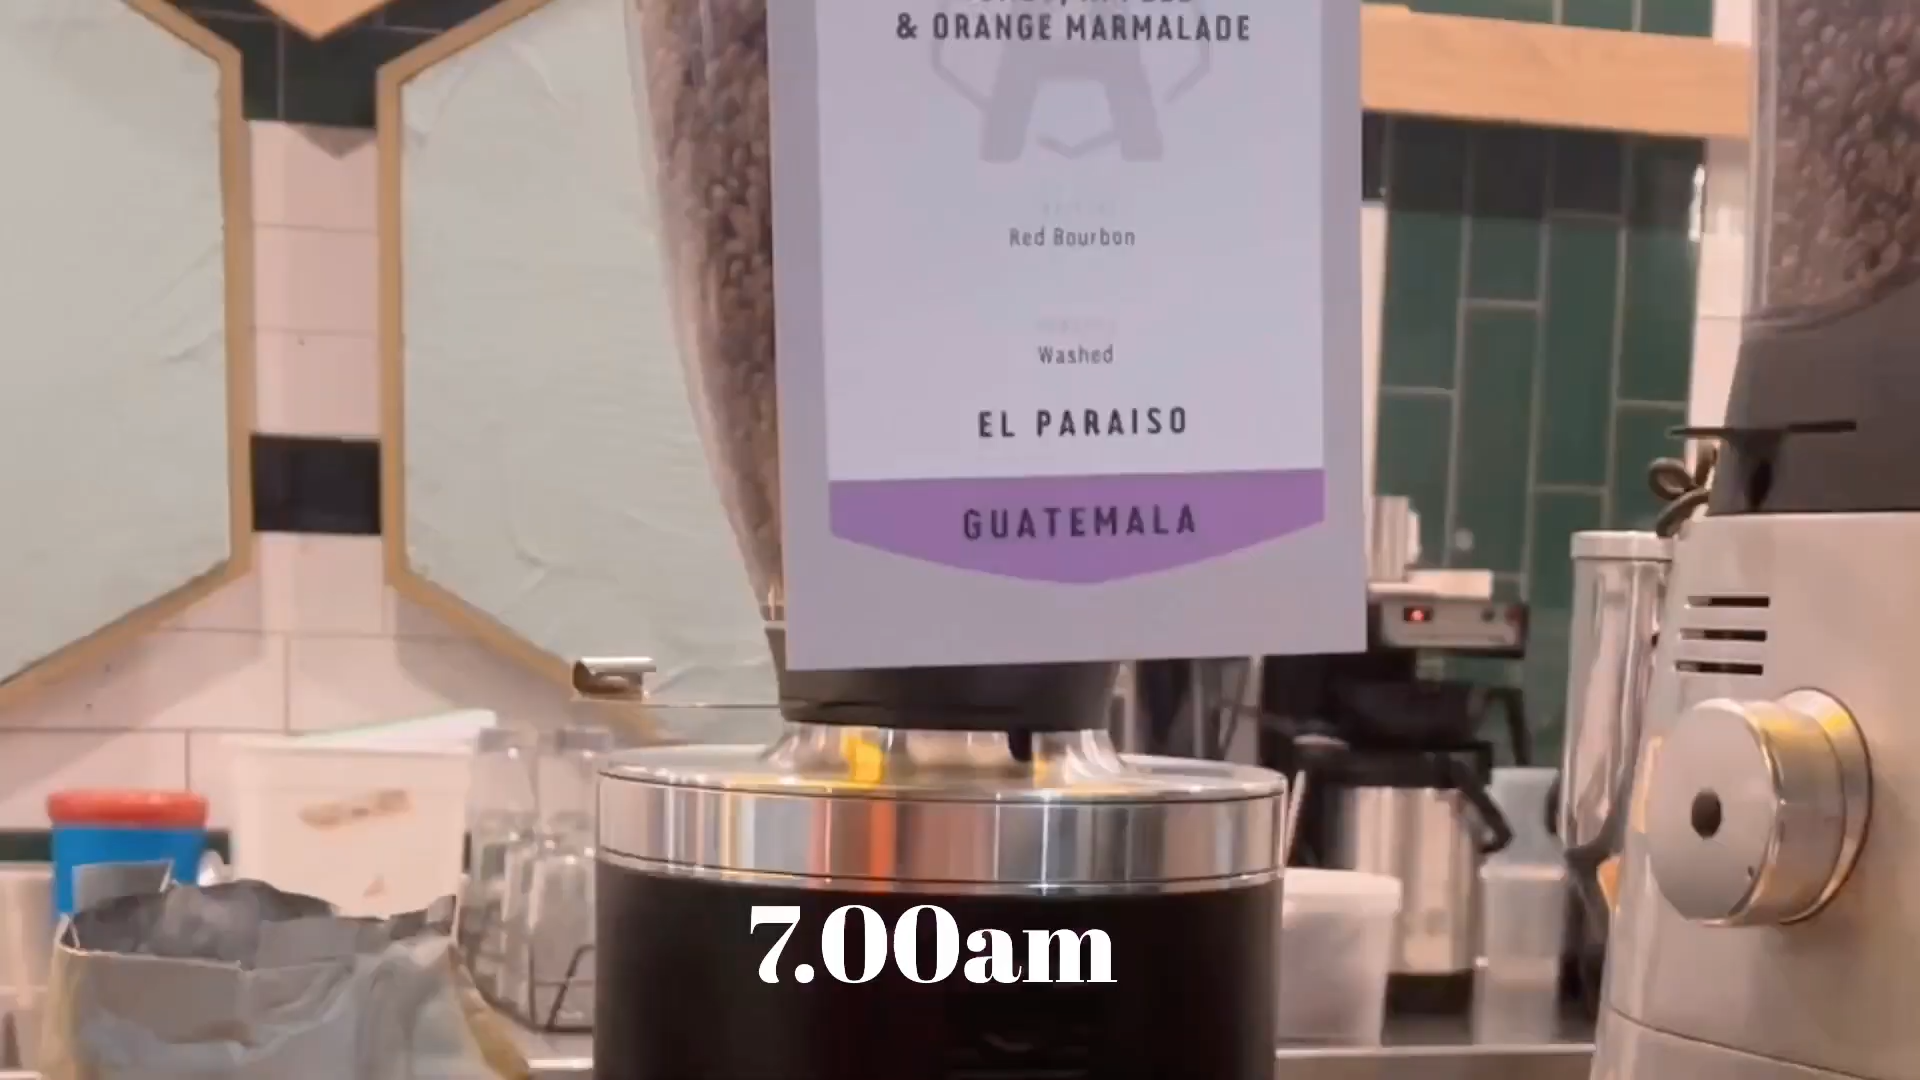 & ORANGE MARMALADE
Red Bourbon
Washed
EL PARAISO
GUATEMALA
7.00am